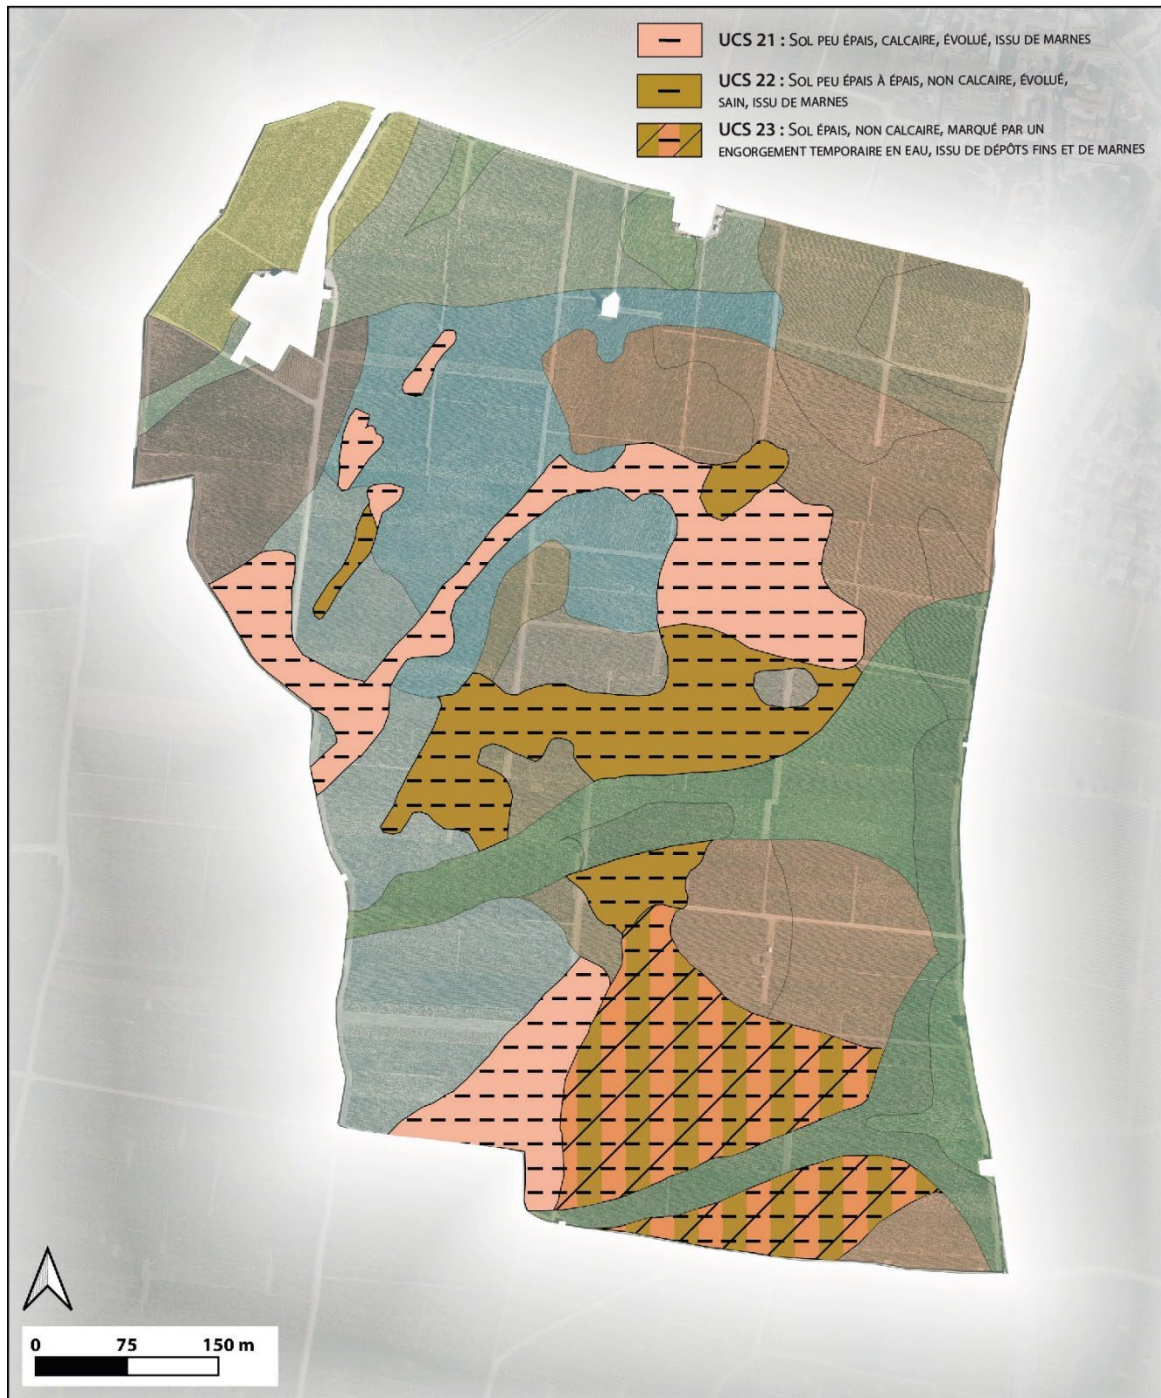 UCS 21 : Sol peu épais, calcaire, évolué, issu de marnes
UCS 22 : Sol peu épais à épais, non calcaire, évolué,
sain, issu de marnes
UCS 23 : Sol épais, non calcaire, marqué par un
engorgement temporaire en eau, issu de dépôts fins et de marnes
0 75 150 m